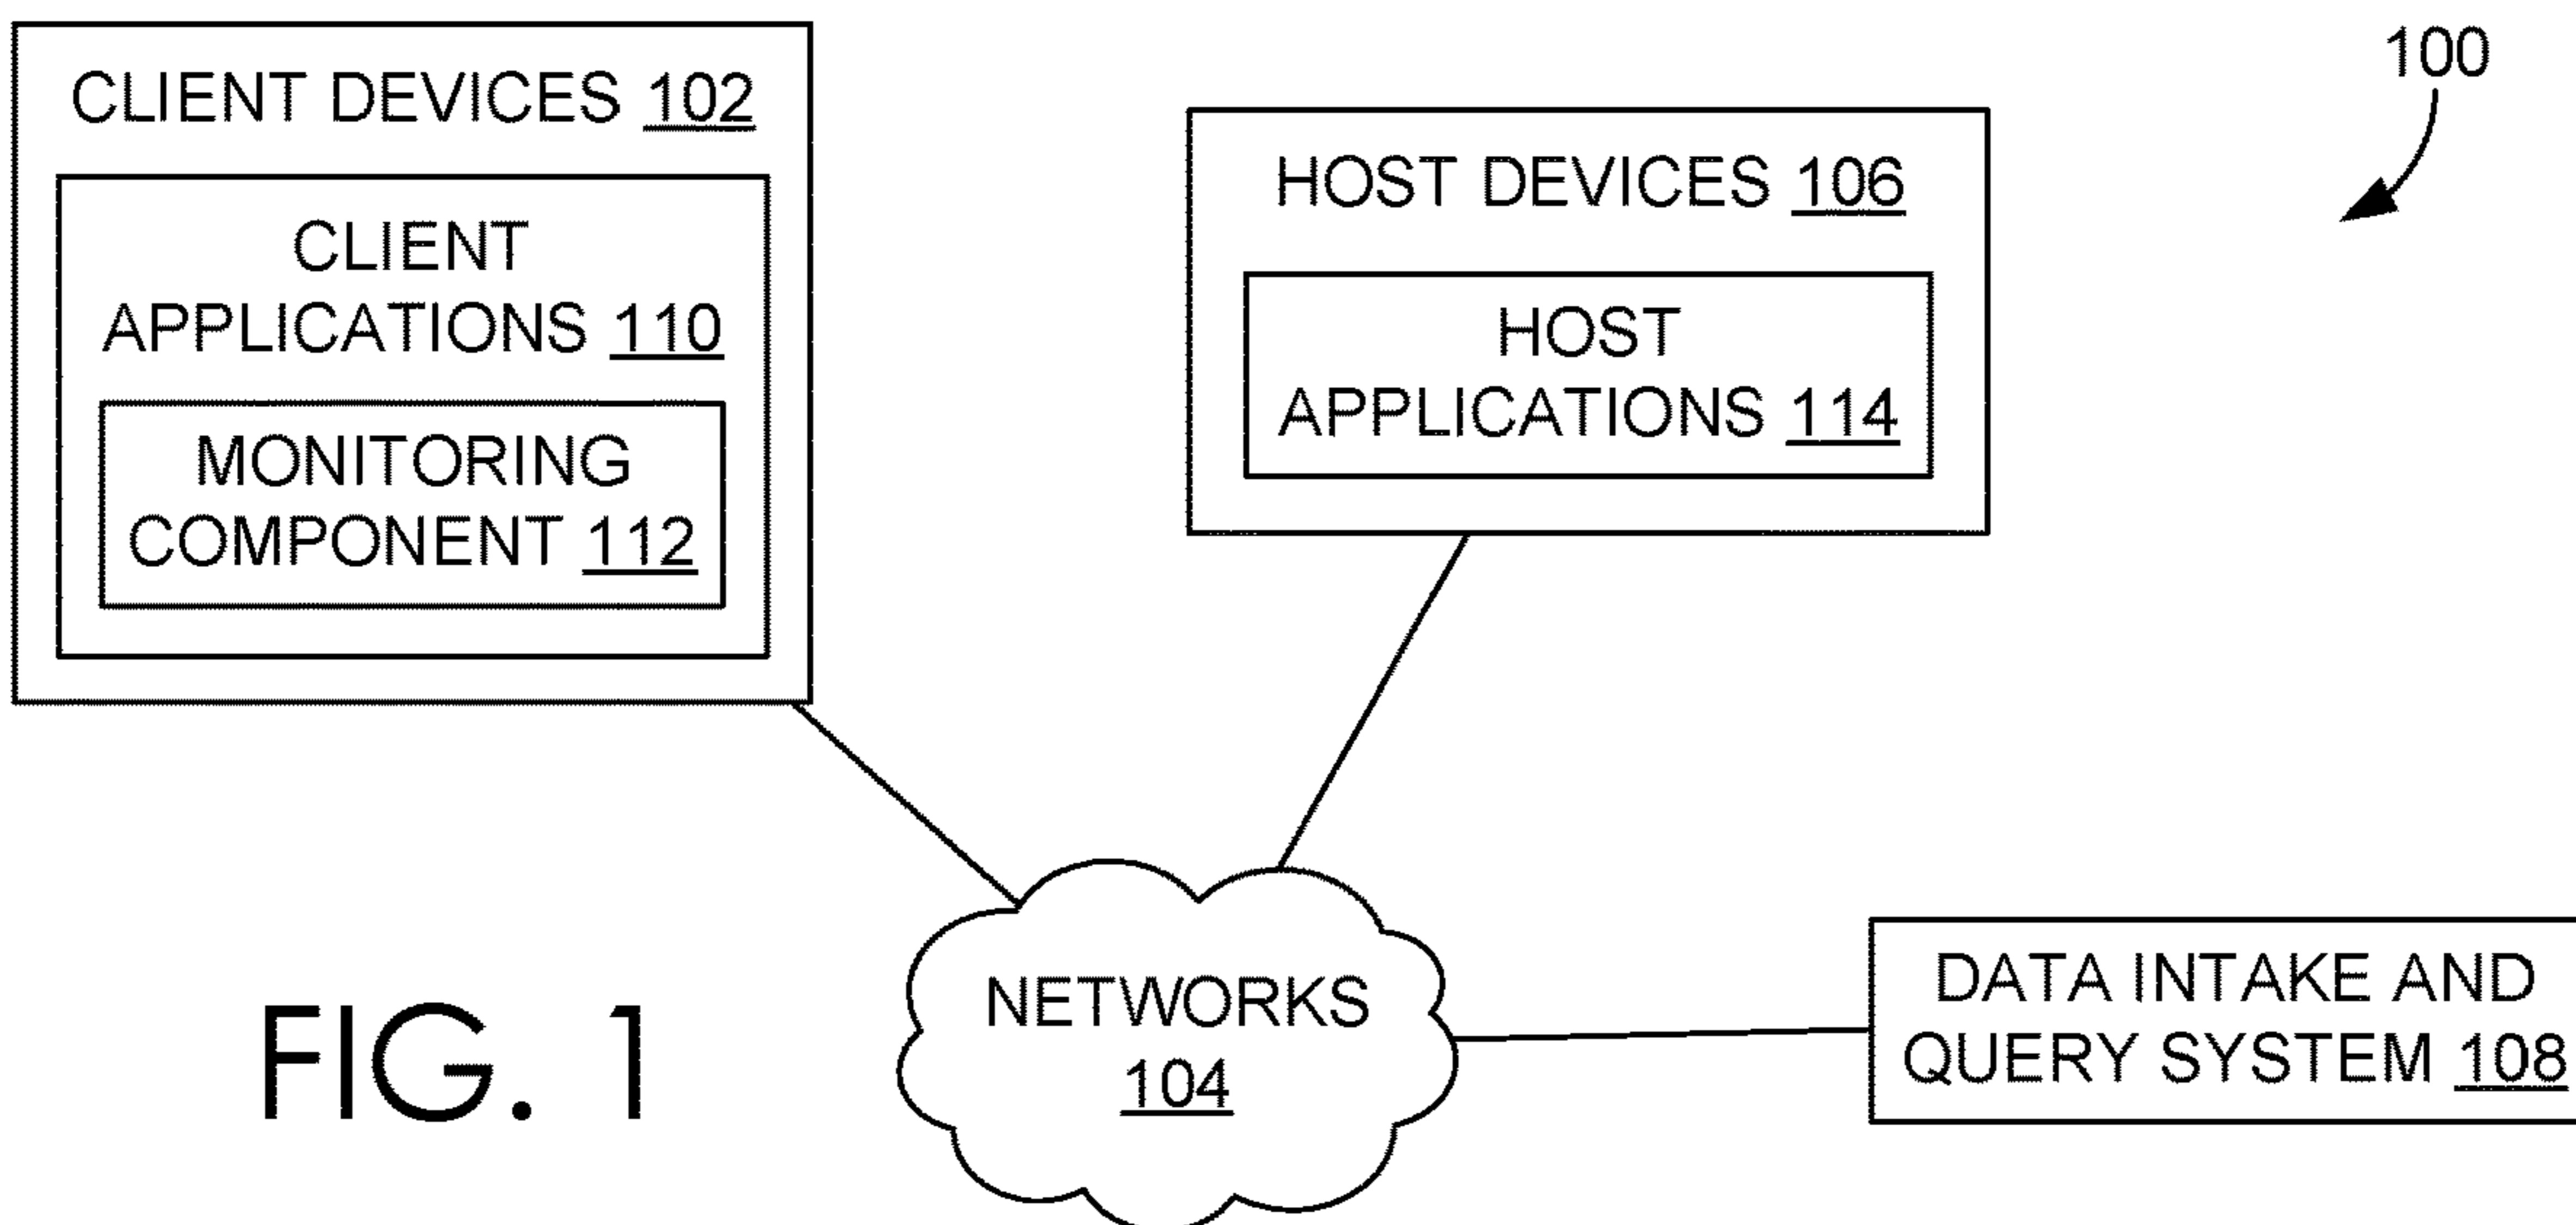 100
CLIENT DEVICES 102
CLIENT
APPLICATIONS 110
MONITORING
COMPONENT 112
HOST DEVICES 106
HOST
APPLICATIONS 114
NETWORKS
104
DATA INTAKE AND
QUERY SYSTEM 108
FIG. 1